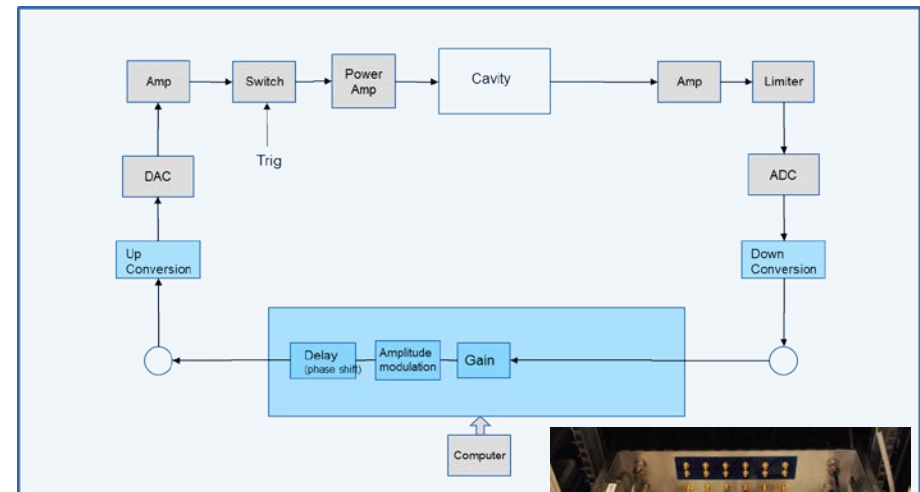 Amp
Switch
Power
Amp
Cavity
Amp
Limiter
Trig
DAC
ADC
Up
Conversion
Down
Conversion
Delay
(phase shift)
Amplitude
modulation
Gain
Computer